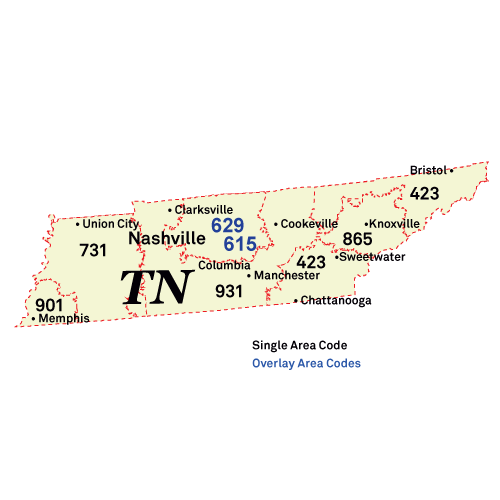 Bristol
423
Clarksville
Union City
629
Cookeville
Knoxville
Nashville
615
865
731
Sweetwater
Columbia
423
Manchester
TN
931
901
Chattanooga
Memphis
Single Area Code
Overlay Area Codes